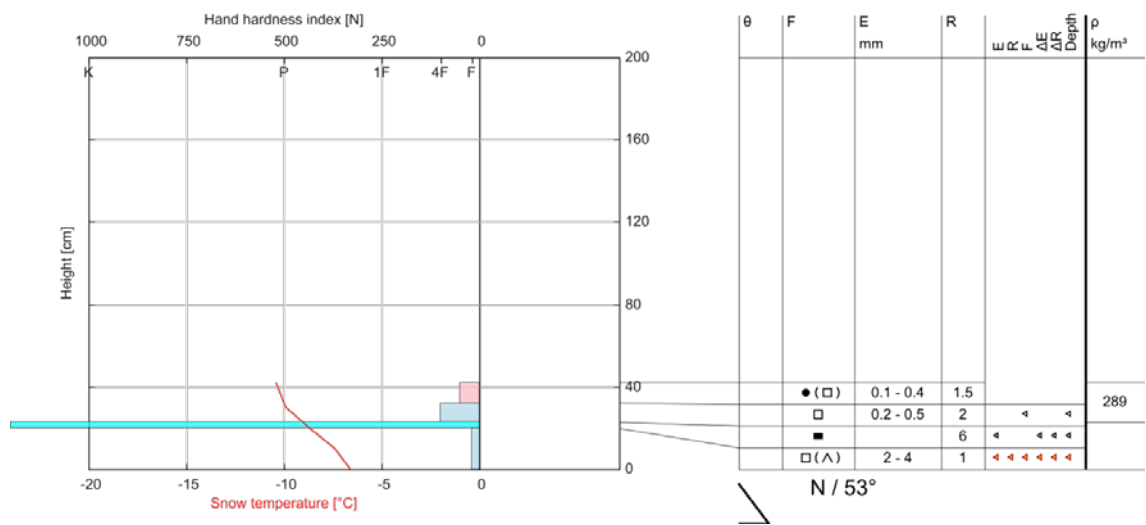 Hand hardness index [N]
1000 750 500 250 0
K P 1F 4F F
200
160
120
80
40
0
Height [cm]
-20 -15 -10 -5 0
Snow temperature [°C]
θ F E R ρ
mm kg/m³
E R F ΔE ΔR Depth
●(□) 0.1 - 0.4 1.5
289
□ 0.2 - 0.5 2
■ 6
□(∧) 2 - 4 1
N / 53°